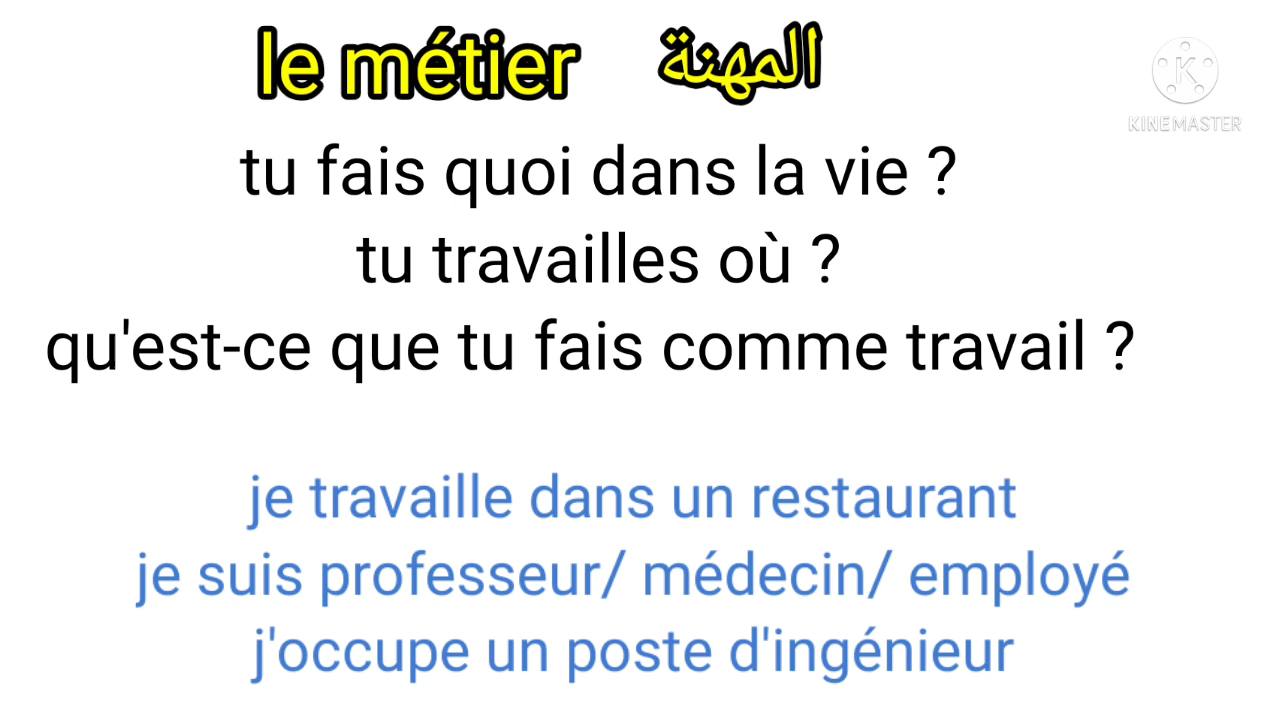 le métier المهنة
KINEMASTER
tu fais quoi dans la vie ?
tu travailles où ?
qu'est-ce que tu fais comme travail ?
je travaille dans un restaurant
je suis professeur/ médecin/ employé
j'occupe un poste d'ingénieur